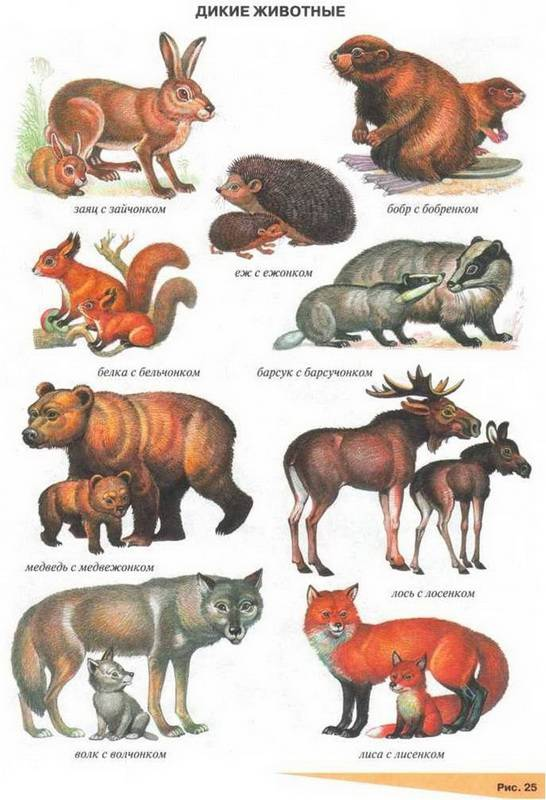 ДИКИЕ ЖИВОТНЫЕ
заяц с зайчонком
бобр с бобренком
еж с ежонком
белка с бельчонком
барсук с барсучонком
медведь с медвежонком
лось с лосенком
волк с волчонком
лиса с лисенком
Рис. 25